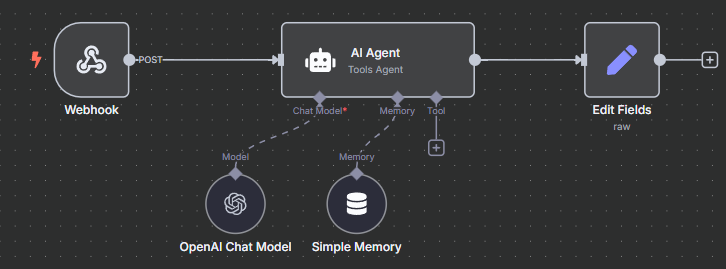 POST
AI Agent
Tools Agent
Webhook
Chat Model*
Memory
Tool
Edit Fields
raw
Model
Memory
OpenAI Chat Model
Simple Memory